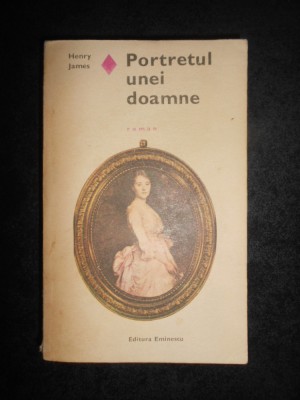 Henry
James
Portretul
unei
doamne
roman
Editura Eminescu